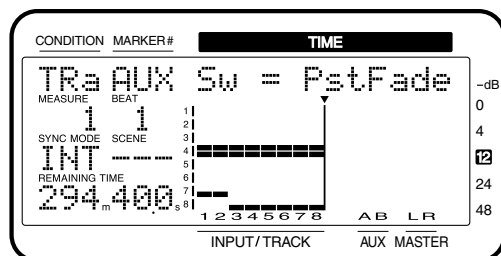 CONDITION MARKER# TIME
TRa AUX Sw = PstFade
MEASURE BEAT
1 1
SYNC MODE SCENE
INT --- --- ---
REMAINING TIME
294m40.0s
1
2
3
4
5
6
7
8
1 2 3 4 5 6 7 8 A B L R
INPUT/TRACK AUX MASTER
-dB
0
4
12
24
48